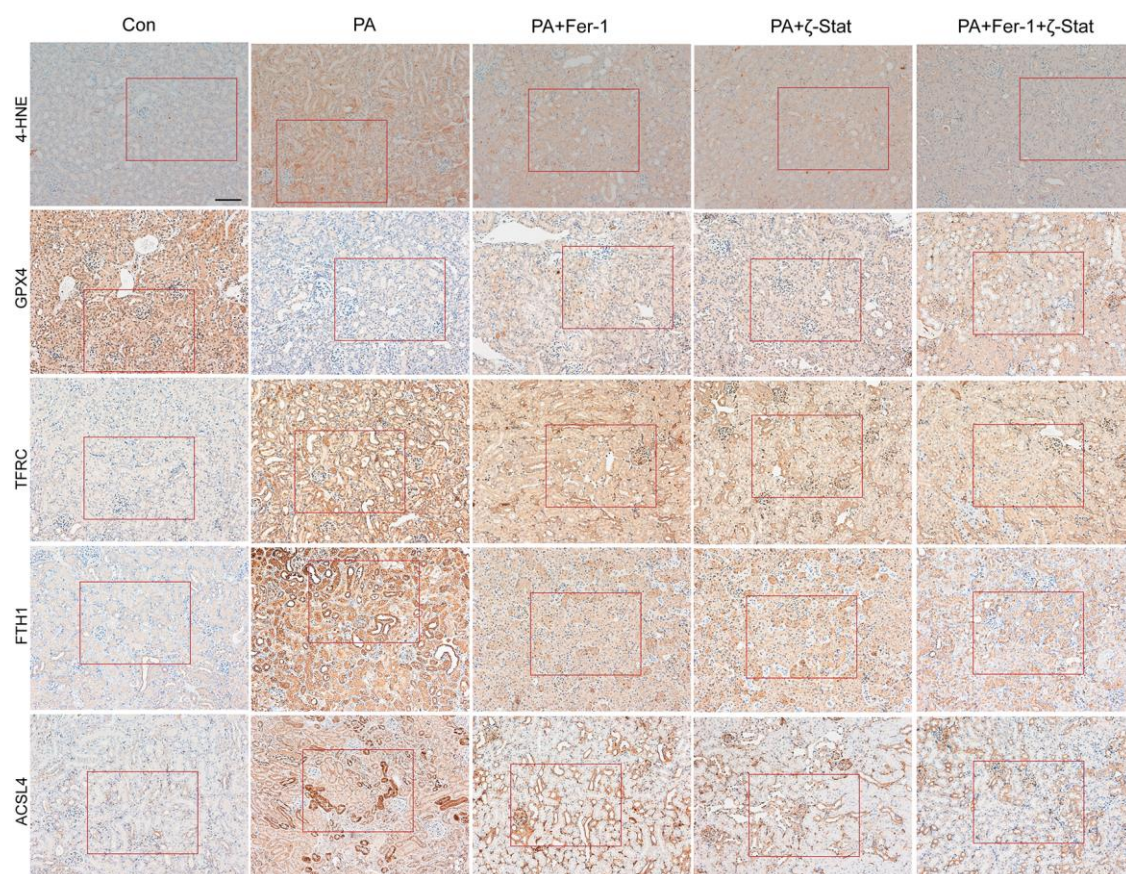 Con PA PA+Fer-1 PA+ζ-Stat PA+Fer-1+ζ-Stat
4-HNE
GPX4
TFRC
FTH1
ACSL4